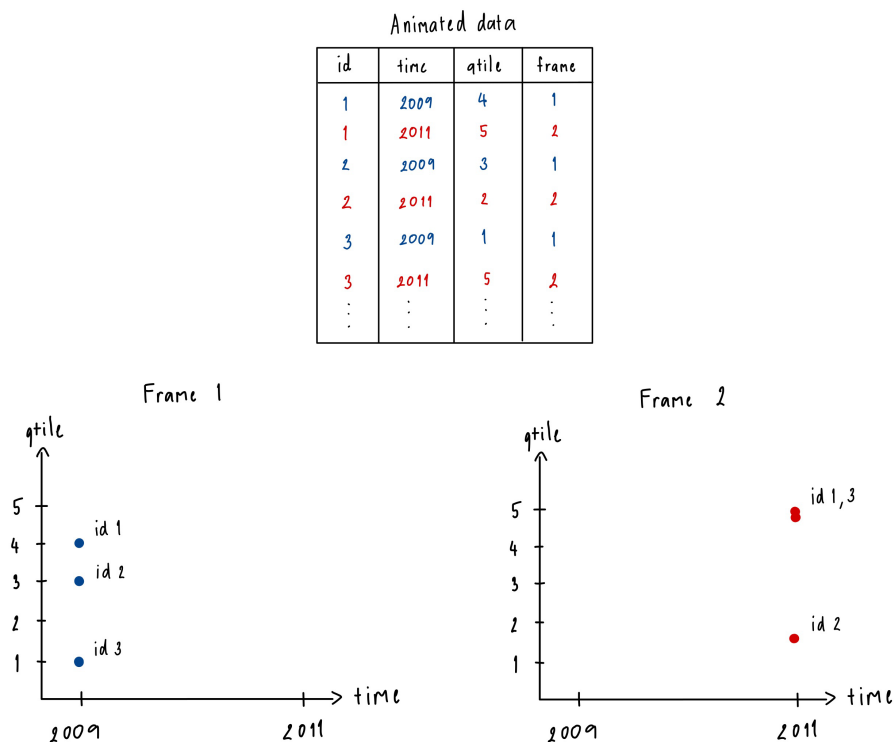 Animated data
id time qtile frame
1 2009 4 1
1 2011 5 2
2 2009 3 1
2 2011 2 2
3 2009 1 1
3 2011 5 2
Frame 1
qtile
5
id 1
4
id 2
3
2
id 3
1
time
2009 2011
Frame 2
qtile
id 1, 3
5
4
3
2
id 2
1
time
2009 2011